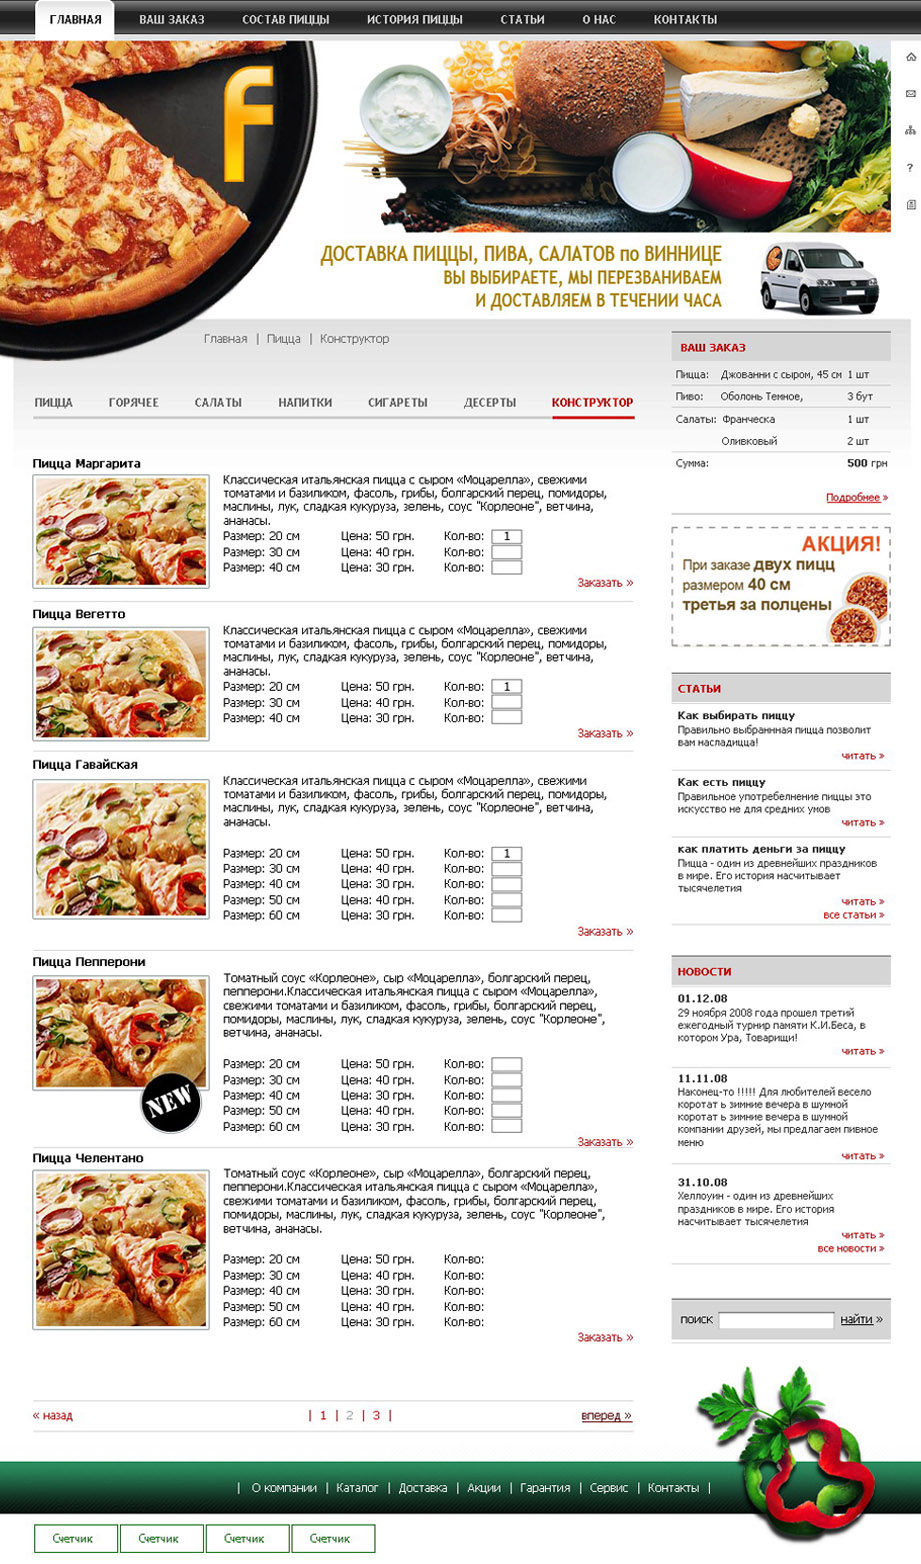 ГЛАВНАЯ ВАШ ЗАКАЗ СОСТАВ ПИЦЦЫ ИСТОРИЯ ПИЦЦЫ СТАТЬИ О НАС КОНТАКТЫ
f
ДОСТАВКА ПИЦЦЫ, ПИВА, САЛАТОВ по ВИННИЦЕ
ВЫ ВЫБИРАЕТЕ, МЫ ПЕРЕЗВАНИВАЕМ
И ДОСТАВЛЯЕМ В ТЕЧЕНИИ ЧАСА
Главная | Пицца | Конструктор
ПИЦЦА ГОРЯЧЕЕ САЛАТЫ НАПИТКИ СИГАРЕТЫ ДЕСЕРТЫ КОНСТРУКТОР
Пицца Маргарита
Классическая итальянская пицца с сыром «Моцарелла», свежими
томатами и базиликом, фасоль, грибы, болгарский перец, помидоры,
маслины, лук, сладкая кукуруза, зелень, соус "Корлеоне", ветчина,
ананасы.
Размер: 20 см Цена: 50 грн. Кол-во: 1
Размер: 30 см Цена: 40 грн. Кол-во:
Размер: 40 см Цена: 30 грн. Кол-во:
Заказать »
Пицца Вегетто
Классическая итальянская пицца с сыром «Моцарелла», свежими
томатами и базиликом, фасоль, грибы, болгарский перец, помидоры,
маслины, лук, сладкая кукуруза, зелень, соус "Корлеоне", ветчина,
ананасы.
Размер: 20 см Цена: 50 грн. Кол-во: 1
Размер: 30 см Цена: 40 грн. Кол-во:
Размер: 40 см Цена: 30 грн. Кол-во:
Заказать »
Пицца Гавайская
Классическая итальянская пицца с сыром «Моцарелла», свежими
томатами и базиликом, фасоль, грибы, болгарский перец, помидоры,
маслины, лук, сладкая кукуруза, зелень, соус "Корлеоне", ветчина,
ананасы.
Размер: 20 см Цена: 50 грн. Кол-во: 1
Размер: 30 см Цена: 40 грн. Кол-во:
Размер: 40 см Цена: 30 грн. Кол-во:
Размер: 50 см Цена: 40 грн. Кол-во:
Размер: 60 см Цена: 30 грн. Кол-во:
Заказать »
Пицца Пепперони
Томатный соус «Корлеоне», сыр «Моцарелла», болгарский перец,
пепперони.Классическая итальянская пицца с сыром «Моцарелла»,
свежими томатами и базиликом, фасоль, грибы, болгарский перец,
помидоры, маслины, лук, сладкая кукуруза, зелень, соус "Корлеоне",
ветчина, ананасы.
NEW
Размер: 20 см Цена: 50 грн. Кол-во:
Размер: 30 см Цена: 40 грн. Кол-во:
Размер: 40 см Цена: 30 грн. Кол-во:
Размер: 50 см Цена: 40 грн. Кол-во:
Размер: 60 см Цена: 30 грн. Кол-во:
Заказать »
Пицца Челентано
Томатный соус «Корлеоне», сыр «Моцарелла», болгарский перец,
пепперони.Классическая итальянская пицца с сыром «Моцарелла»,
свежими томатами и базиликом, фасоль, грибы, болгарский перец,
помидоры, маслины, лук, сладкая кукуруза, зелень, соус "Корлеоне",
ветчина, ананасы.
Размер: 20 см Цена: 50 грн. Кол-во:
Размер: 30 см Цена: 40 грн. Кол-во:
Размер: 40 см Цена: 30 грн. Кол-во:
Размер: 50 см Цена: 40 грн. Кол-во:
Размер: 60 см Цена: 30 грн. Кол-во:
Заказать »
« назад | 1 | 2 | 3 | вперед »
ВАШ ЗАКАЗ
Пицца: Джованни с сыром, 45 см 1 шт
Пиво: Оболонь Темное, 3 бут
Салаты: Франческа 1 шт
Оливковый 2 шт
Сумма: 500 грн
Подробнее »
АКЦИЯ!
При заказе двух пицц
размером 40 см
третья за полцены
СТАТЬИ
Как выбирать пиццу
Правильно выбраннная пицца позволит
вам насладицца!
читать »
Как есть пиццу
Правильное употребелнение пиццы это
искусство не для средних умов
читать »
как платить деньги за пиццу
Пицца - один из древнейших праздников
в мире. Его история насчитывает
тысячелетия
читать »
все статьи »
НОВОСТИ
01.12.08
29 ноября 2008 года прошел третий
ежегодный турнир памяти К.И.Беса, в
котором Ура, Товарищи!
читать »
11.11.08
Наконец-то !!!!! Для любителей весело
коротат ь зимние вечера в шумной
коротат ь зимние вечера в шумной
компании друзей, мы предлагаем пивное
меню
читать »
31.10.08
Хеллоуин - один из древнейших
праздников в мире. Его история
насчитывает тысячелетия
читать »
все новости »
поиск найти »
| О компании | Каталог | Доставка | Акции | Гарантия | Сервис | Контакты |
Счетчик Счетчик Счетчик Счетчик